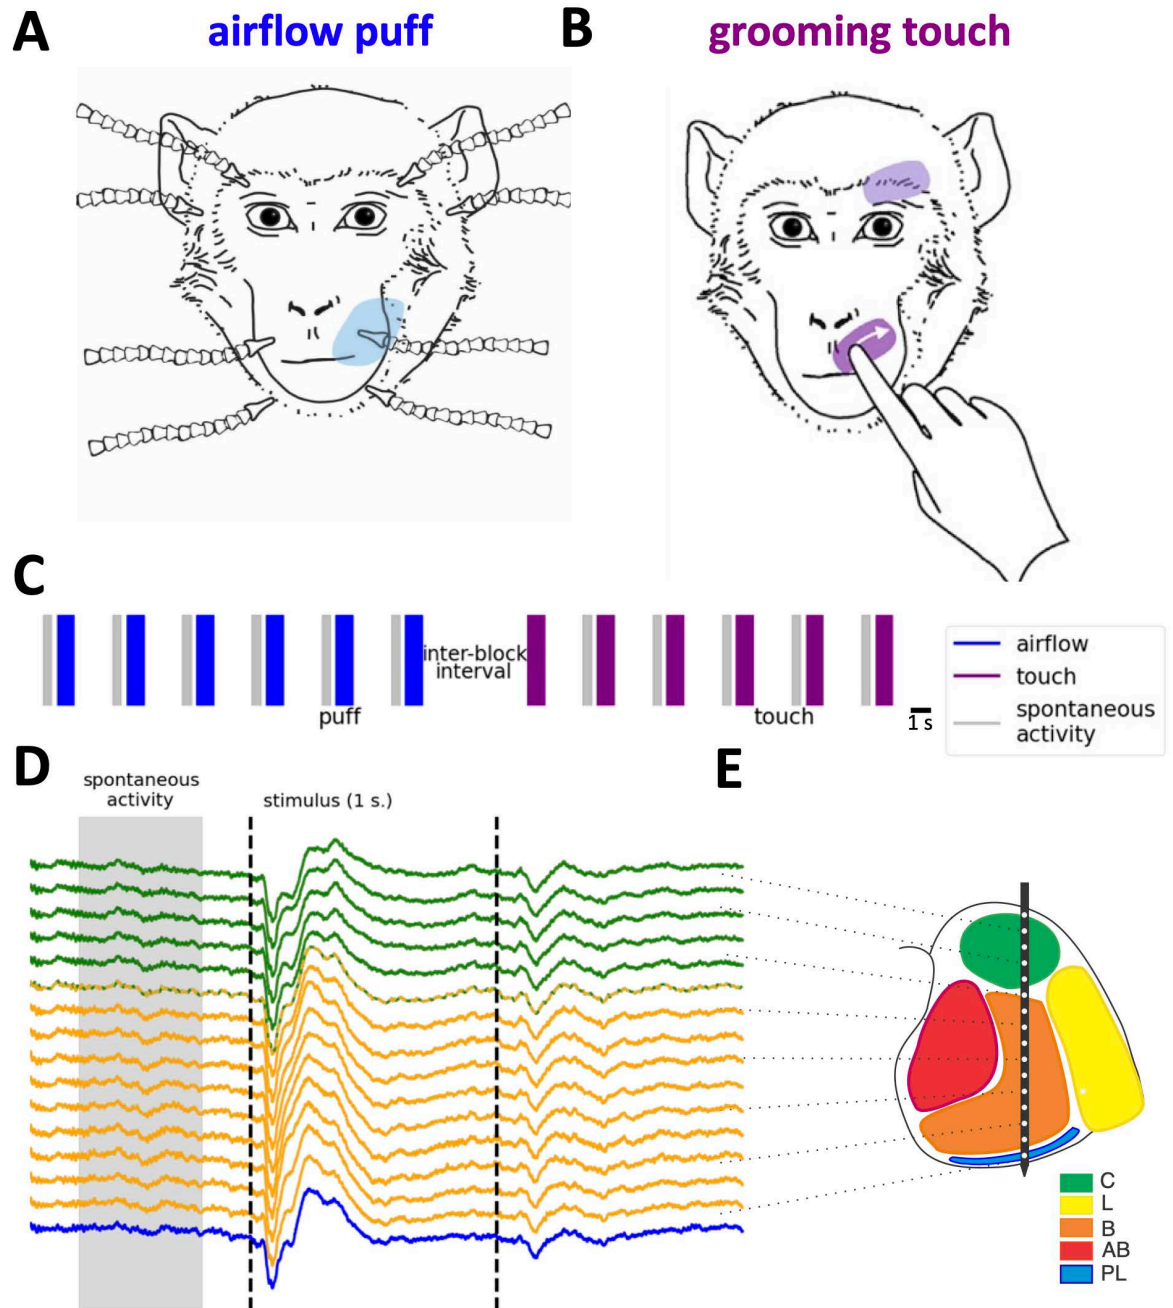 A
airflow puff
B
grooming touch
C
inter-block
interval
puff
touch
1 s
airflow
touch
spontaneous
activity
D
spontaneous
activity
stimulus (1 s.)
E
C
L
B
AB
PL